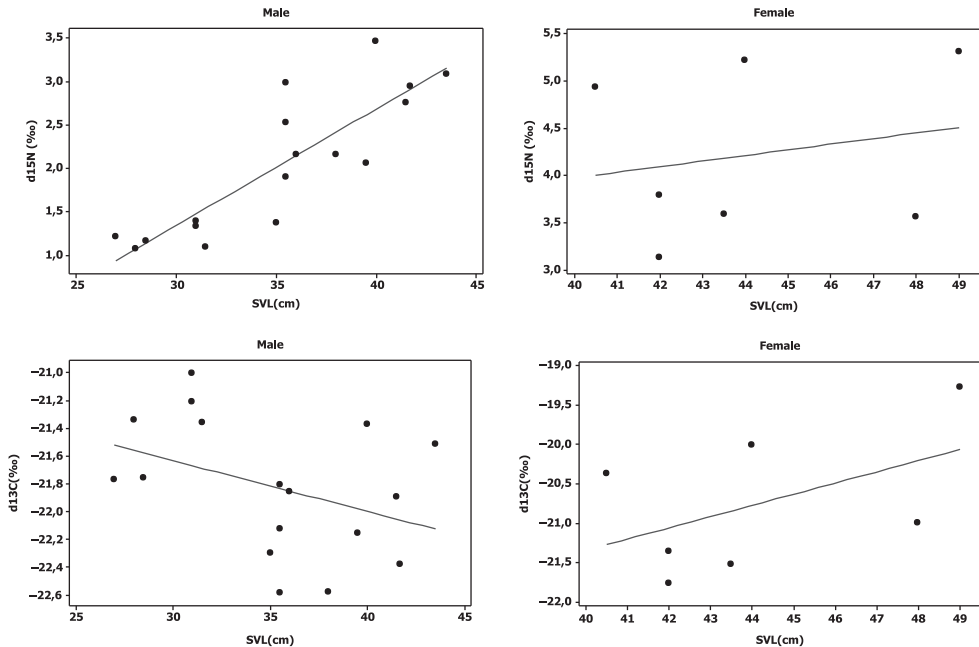 Male
3,5
3,0
2,5
2,0
1,5
1,0
d15N (‰)
25 30 35 40 45
SVL(cm)
Female
5,5
5,0
4,5
4,0
3,5
3,0
d15N (‰)
40 41 42 43 44 45 46 47 48 49
SVL(cm)
Male
−21,0
−21,2
−21,4
−21,6
−21,8
−22,0
−22,2
−22,4
−22,6
d13C(‰)
25 30 35 40 45
SVL(cm)
Female
−19,0
−19,5
−20,0
−20,5
−21,0
−21,5
−22,0
d13C(‰)
40 41 42 43 44 45 46 47 48 49
SVL(cm)